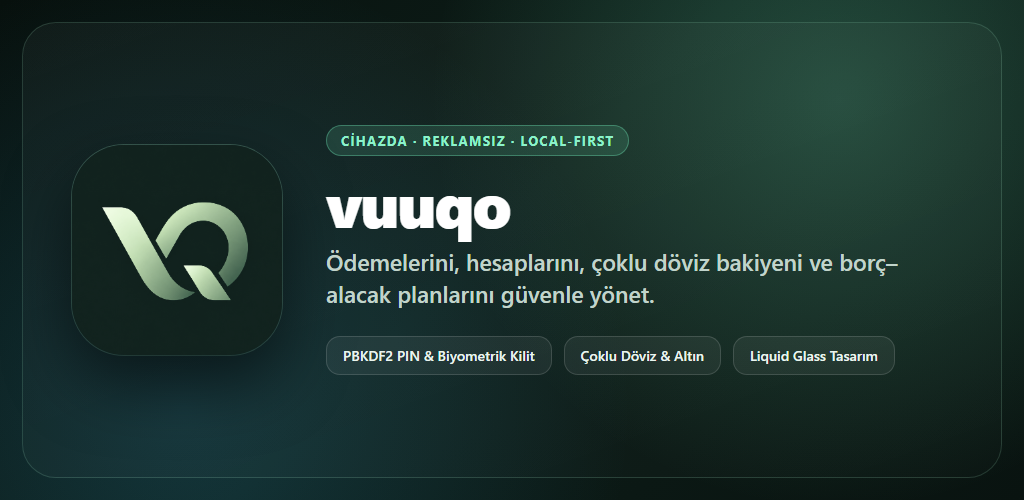 CİHAZDA · REKLAMSIZ · LOCAL-FIRST
vuuqo
Ödemelerini, hesaplarını, çoklu döviz bakiyeni ve borç–
alacak planlarını güvenle yönet.
PBKDF2 PIN & Biyometrik Kilit
Çoklu Döviz & Altın
Liquid Glass Tasarım